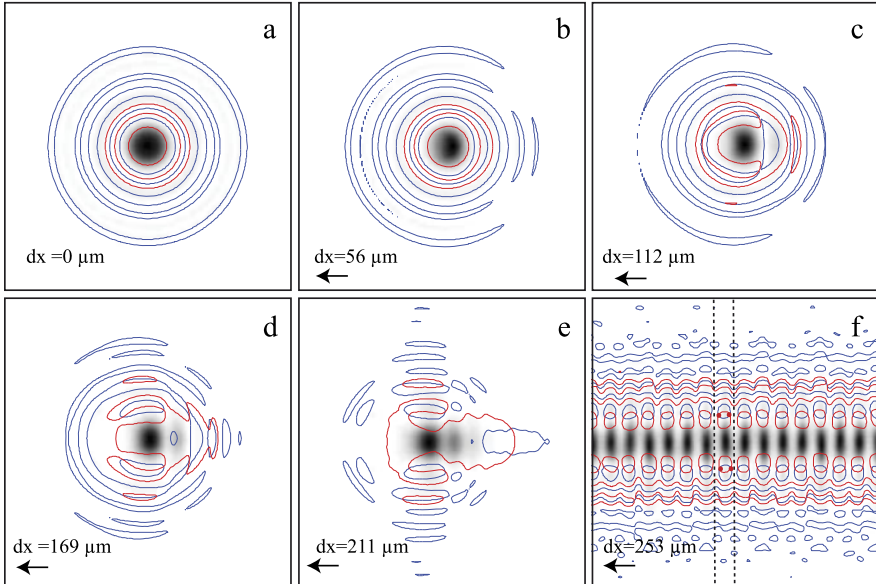 a
b
c
dx =0 µm
dx=56 µm
dx=112 µm
d
e
f
dx =169 µm
dx=211 µm
dx=253 µm